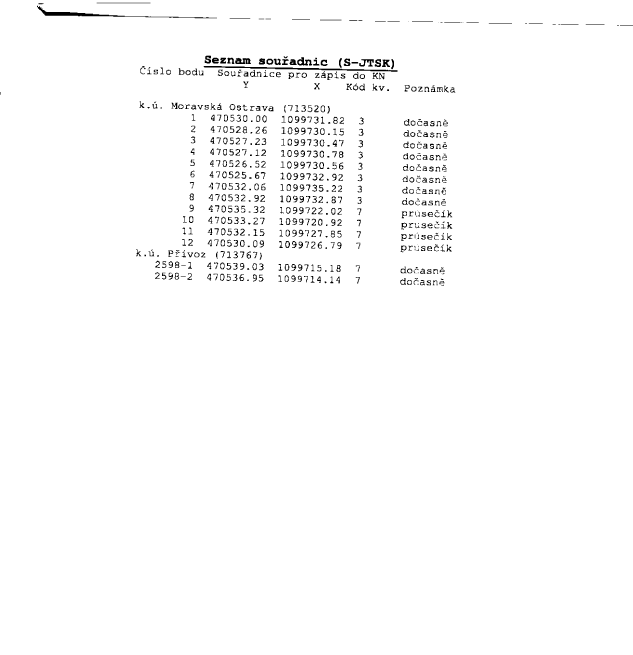 Seznam souřadnic (S-JTSK)
Číslo bodu Souřadnice pro zápis do KN
Y X Kód kv. Poznámka
k.ú. Moravská Ostrava (713520)
1 470530.00 1099731.82 3 dočasně
2 470528.26 1099730.15 3 dočasně
3 470527.23 1099730.47 3 dočasně
4 470527.12 1099730.78 3 dočasně
5 470526.52 1099730.56 3 dočasně
6 470525.67 1099732.92 3 dočasně
7 470532.06 1099735.22 3 dočasně
8 470532.92 1099732.87 3 dočasně
9 470535.32 1099722.02 7 průsečík
10 470533.27 1099720.92 7 průsečík
11 470532.15 1099727.85 7 průsečík
12 470530.09 1099726.79 7 průsečík
k.ú. Přívoz (713767)
2598-1 470539.03 1099715.18 7 dočasně
2598-2 470536.95 1099714.14 7 dočasně